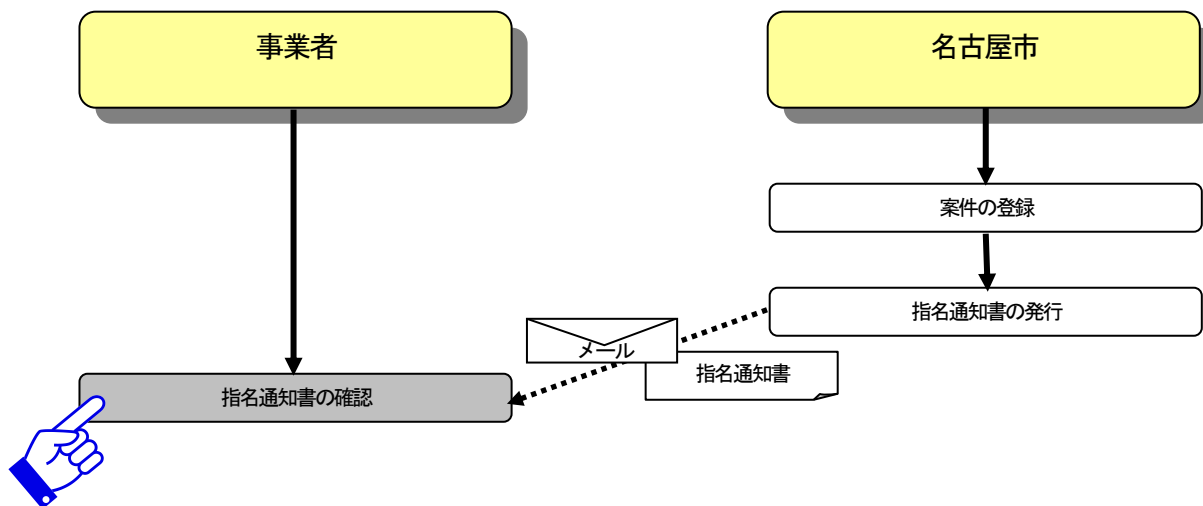 事業者
名古屋市
案件の登録
指名通知書の発行
メール
指名通知書
指名通知書の確認